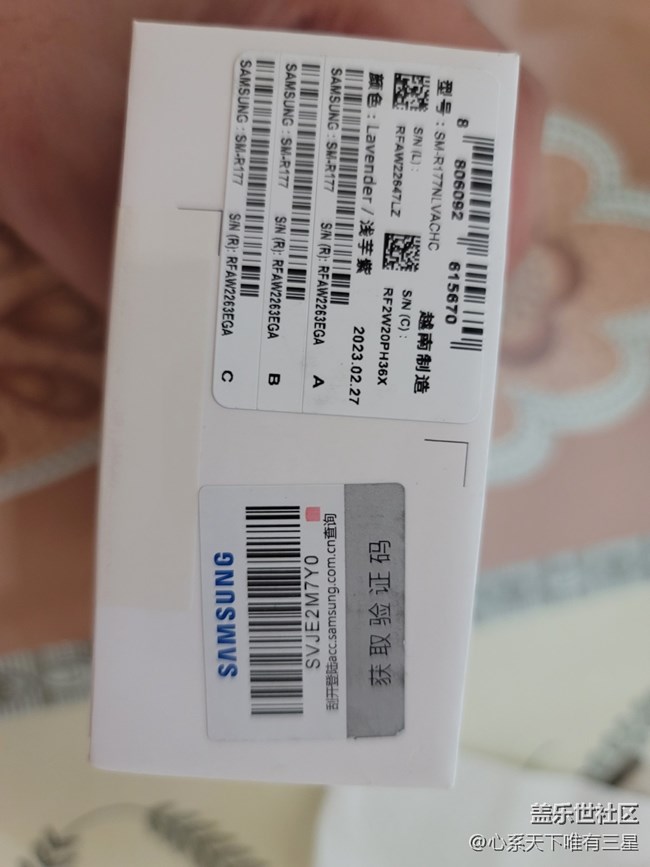 8 806092 615670
型号：SM-R177NLVACHC
越南制造
S/N (L)：
RFAW22647LZ
S/N (C)：
RF2W20PH36X
颜色：Lavender / 浅芋紫
2023.02.27
SAMSUNG：SM-R177
S/N (R): RFAW2263EGA
A
SAMSUNG：SM-R177
S/N (R): RFAW2263EGA
B
SAMSUNG：SM-R177
S/N (R): RFAW2263EGA
C
获取验证码
刮开登陆acc.samsung.com.cn查询
SVJE2M7Y0
SAMSUNG
盖乐世社区
@心系天下唯有三星